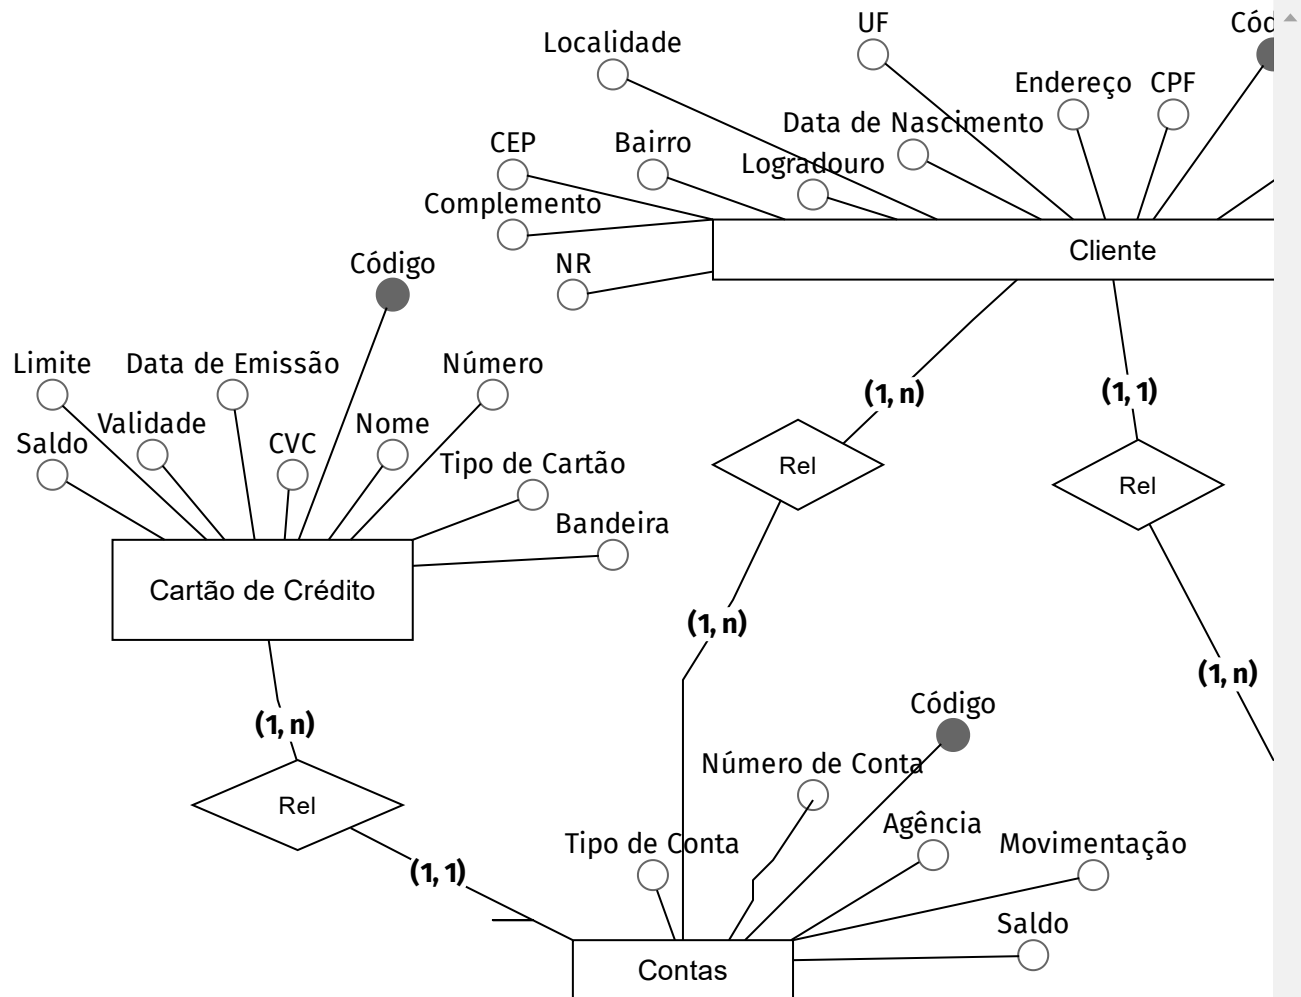 UF
Cód
Localidade
Endereço
CPF
Data de Nascimento
CEP
Bairro
Logradouro
Complemento
Cliente
NR
Código
Limite
Data de Emissão
Número
(1, n)
(1, 1)
Validade
Nome
Saldo
CVC
Tipo de Cartão
Rel
Rel
Bandeira
Cartão de Crédito
(1, n)
(1, n)
Código
(1, n)
Número de Conta
Rel
Agência
Tipo de Conta
Movimentação
(1, 1)
Saldo
Contas